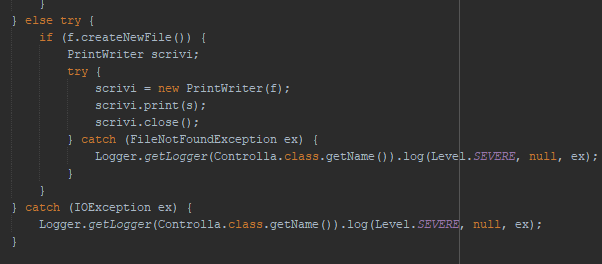 }
} else try {
if (f.createNewFile()) {
PrintWriter scrivi;
try {
scrivi = new PrintWriter(f);
scrivi.print(s);
scrivi.close();
} catch (FileNotFoundException ex) {
Logger.getLogger(Controlla.class.getName()).log(Level.SEVERE, null, ex);
}
}
} catch (IOException ex) {
Logger.getLogger(Controlla.class.getName()).log(Level.SEVERE, null, ex);
}